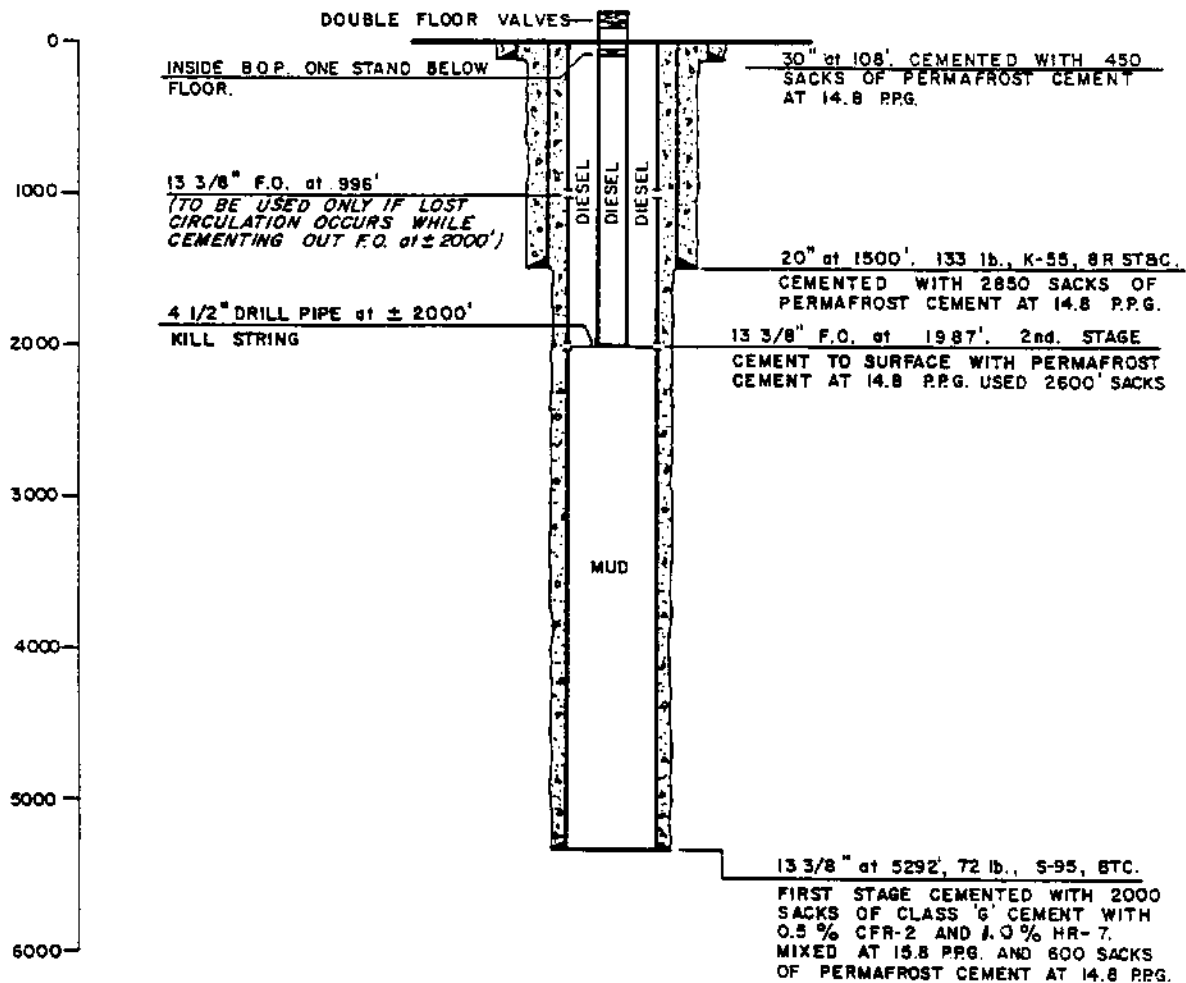 DOUBLE FLOOR VALVES
0
INSIDE B.O.P. ONE STAND BELOW
FLOOR.
30" at 108'. CEMENTED WITH 450
SACKS OF PERMAFROST CEMENT
AT 14.8 P.P.G.
1000
13 3/8" F.O. at 996'
(TO BE USED ONLY IF LOST
CIRCULATION OCCURS WHILE
CEMENTING OUT F.O. at ± 2000')
DIESEL
DIESEL
DIESEL
20" at 1500'. 133 lb., K-55, 8R ST&C.
CEMENTED WITH 2850 SACKS OF
PERMAFROST CEMENT AT 14.8 P.P.G.
4 1/2" DRILL PIPE at ± 2000'
KILL STRING
2000
13 3/8" F.O. at 1987'. 2nd. STAGE
CEMENT TO SURFACE WITH PERMAFROST
CEMENT AT 14.8 P.P.G. USED 2600' SACKS
3000
MUD
4000
5000
13 3/8" at 5292', 72 lb., S-95, BTC.
FIRST STAGE CEMENTED WITH 2000
SACKS OF CLASS 'G' CEMENT WITH
0.5 % CFR-2 AND 1.0 % HR-7.
MIXED AT 15.8 P.P.G. AND 600 SACKS
OF PERMAFROST CEMENT AT 14.8 P.P.G.
6000